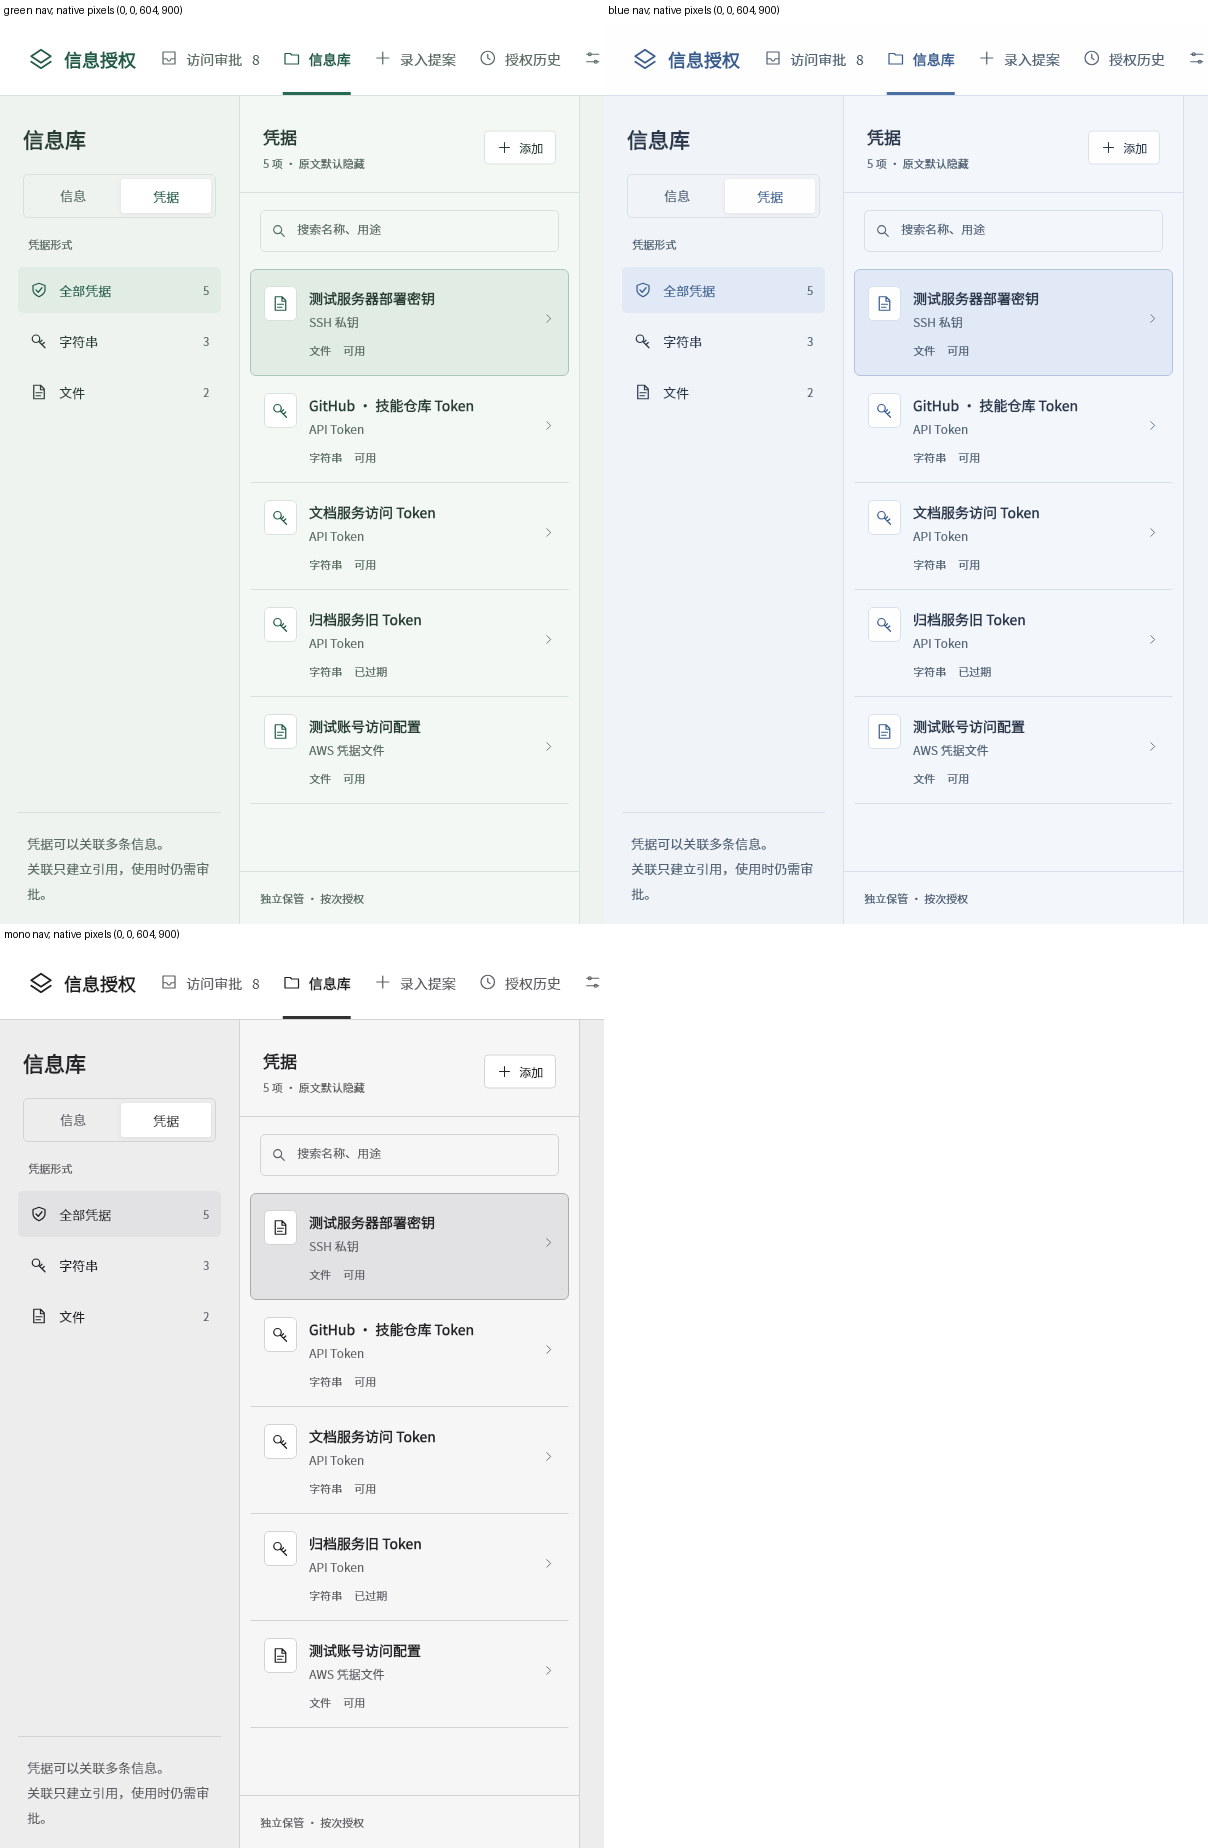 green nav; native pixels (0, 0, 604, 900)
信息授权 访问审批 8 信息库 录入提案 授权历史
信息库
信息 凭据
凭据形式
全部凭据 5
字符串 3
文件 2
凭据可以关联多条信息。
关联只建立引用，使用时仍需审
批。
凭据
5 项 · 原文默认隐藏
添加
搜索名称、用途
测试服务器部署密钥
SSH 私钥
文件 可用
GitHub · 技能仓库 Token
API Token
字符串 可用
文档服务访问 Token
API Token
字符串 可用
归档服务旧 Token
API Token
字符串 已过期
测试账号访问配置
AWS 凭据文件
文件 可用
独立保管 · 按次授权
blue nav; native pixels (0, 0, 604, 900)
信息授权 访问审批 8 信息库 录入提案 授权历史
信息库
信息 凭据
凭据形式
全部凭据 5
字符串 3
文件 2
凭据可以关联多条信息。
关联只建立引用，使用时仍需审
批。
凭据
5 项 · 原文默认隐藏
添加
搜索名称、用途
测试服务器部署密钥
SSH 私钥
文件 可用
GitHub · 技能仓库 Token
API Token
字符串 可用
文档服务访问 Token
API Token
字符串 可用
归档服务旧 Token
API Token
字符串 已过期
测试账号访问配置
AWS 凭据文件
文件 可用
独立保管 · 按次授权
mono nav; native pixels (0, 0, 604, 900)
信息授权 访问审批 8 信息库 录入提案 授权历史
信息库
信息 凭据
凭据形式
全部凭据 5
字符串 3
文件 2
凭据可以关联多条信息。
关联只建立引用，使用时仍需审
批。
凭据
5 项 · 原文默认隐藏
添加
搜索名称、用途
测试服务器部署密钥
SSH 私钥
文件 可用
GitHub · 技能仓库 Token
API Token
字符串 可用
文档服务访问 Token
API Token
字符串 可用
归档服务旧 Token
API Token
字符串 已过期
测试账号访问配置
AWS 凭据文件
文件 可用
独立保管 · 按次授权